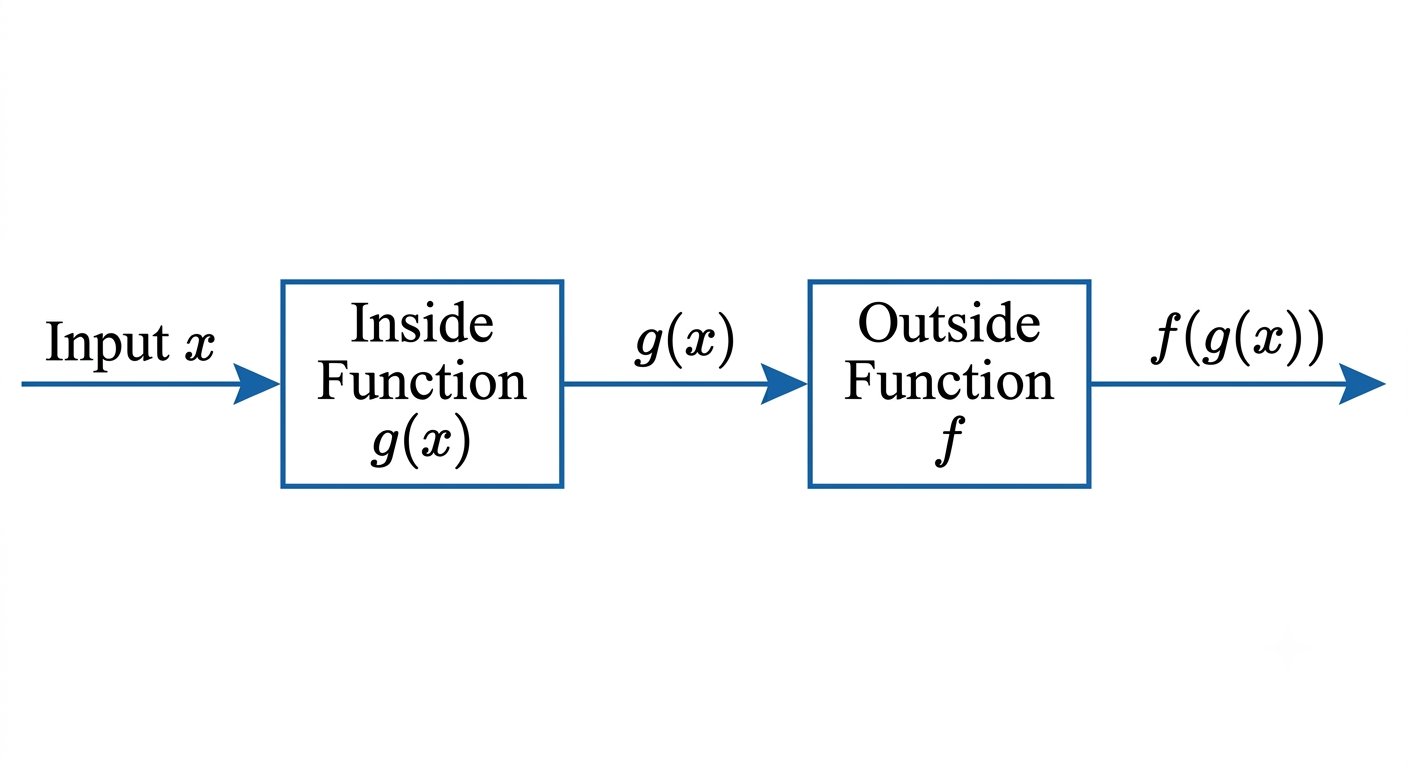 Input x
Inside
Function
g(x)
g(x)
Outside
Function
f
f(g(x))